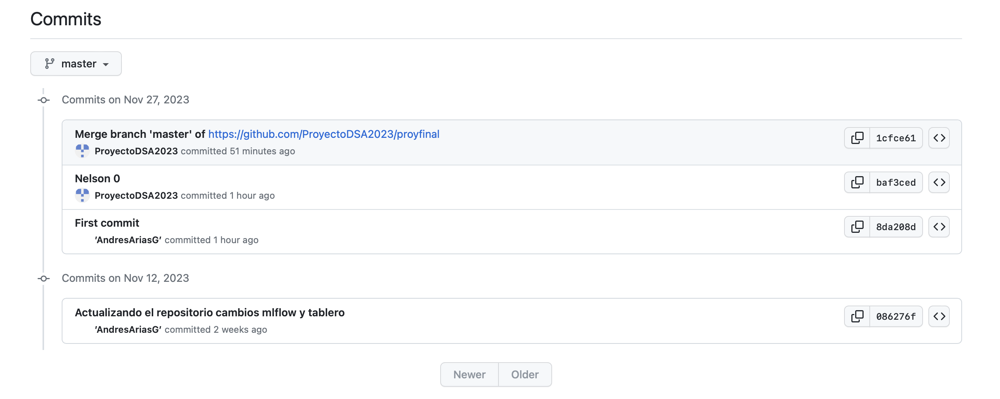 Commits
master
Commits on Nov 27, 2023
Merge branch 'master' of https://github.com/ProyectoDSA2023/proyfinal
1cfce61
ProyectoDSA2023 committed 51 minutes ago
Nelson 0
baf3ced
ProyectoDSA2023 committed 1 hour ago
First commit
8da208d
'AndresAriasG' committed 1 hour ago
Commits on Nov 12, 2023
Actualizando el repositorio cambios mlflow y tablero
086276f
'AndresAriasG' committed 2 weeks ago
Newer Older